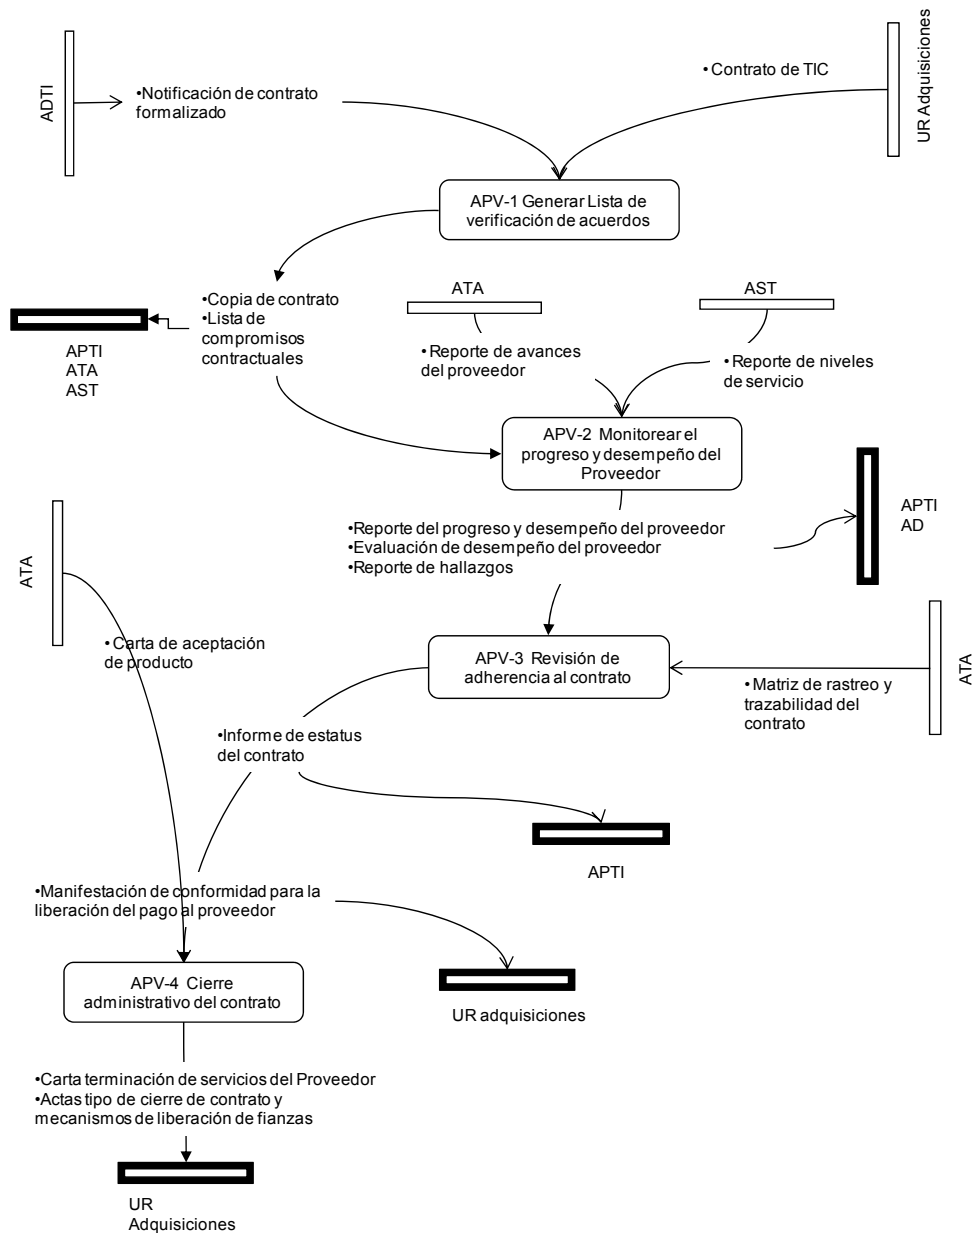 ADTI
•Notificación de contrato
formalizado
•Contrato de TIC
UR Adquisiciones
APV-1 Generar Lista de
verificación de acuerdos
•Copia de contrato
•Lista de
compromisos
contractuales
APTI
ATA
AST
ATA
•Reporte de avances
del proveedor
AST
•Reporte de niveles
de servicio
APV-2 Monitorear el
progreso y desempeño del
Proveedor
•Reporte del progreso y desempeño del proveedor
•Evaluación de desempeño del proveedor
•Reporte de hallazgos
APTI
AD
ATA
•Carta de aceptación
de producto
APV-3 Revisión de
adherencia al contrato
•Matriz de rastreo y
trazabilidad del
contrato
ATA
•Informe de estatus
del contrato
APTI
•Manifestación de conformidad para la
liberación del pago al proveedor
APV-4 Cierre
administrativo del contrato
UR adquisiciones
•Carta terminación de servicios del Proveedor
•Actas tipo de cierre de contrato y
mecanismos de liberación de fianzas
UR
Adquisiciones